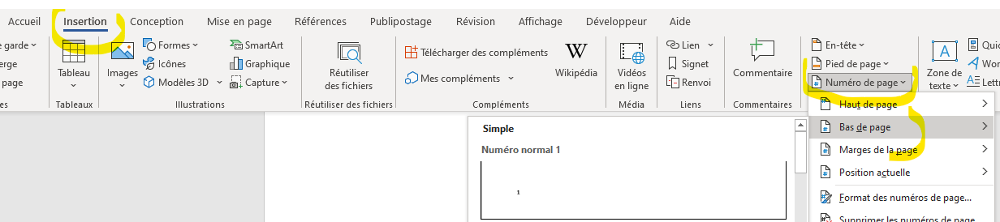 Accueil Insertion Conception Mise en page Références Publipostage Révision Affichage Développeur Aide
e garde Formes SmartArt Télécharger des compléments Lien En-tête
erge Tableau Images Icônes Graphique Réutiliser des fichiers Wikipédia Vidéos en ligne Signet Commentaire Pied de page Zone de texte Word
page Modèles 3D Capture Mes compléments Renvoi Numéro de page Lettr
es Tableaux Illustrations Réutiliser des fichiers Compléments Média Liens Commentaires
Haut de page
Simple
Bas de page
Numéro normal 1
Marges de la page
Position actuelle
1
Format des numéros de page...
Supprimer les numéros de page